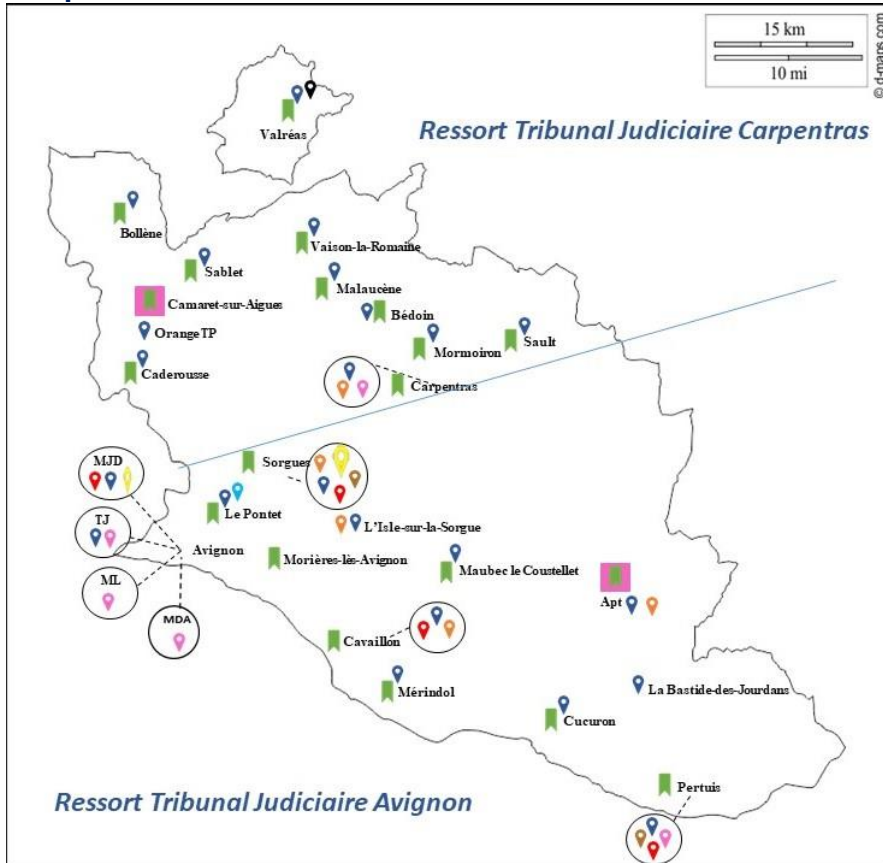 15 km
10 mi
© d-maps.com
Valréas
Ressort Tribunal Judiciaire Carpentras
Bollène
Vaison-la-Romaine
Sablet
Malaucène
Camaret-sur-Aigues
Bédoin
Orange TP
Mormoiron
Sault
Caderousse
Carpentras
MJD
Sorgues
Le Pontet
TJ
L'Isle-sur-la-Sorgue
Avignon
Morières-lès-Avignon
Maubec le Coustellet
ML
Apt
MDA
Cavaillon
Mérindol
La Bastide-des-Jourdans
Cucuron
Pertuis
Ressort Tribunal Judiciaire Avignon